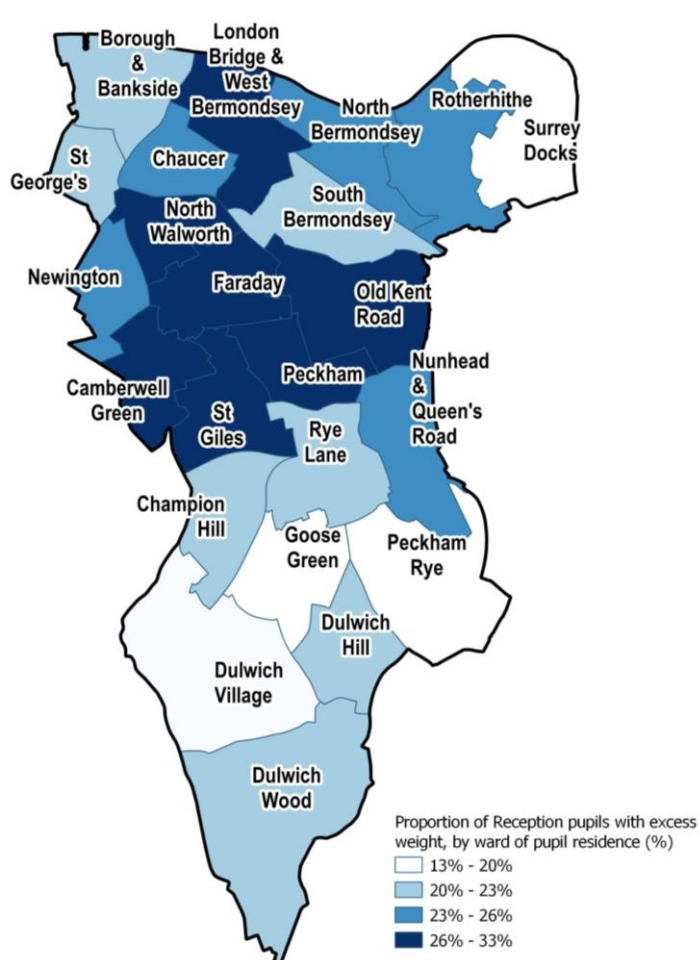 Borough
&
Bankside
London
Bridge &
West
Bermondsey
North
Bermondsey
Rotherhithe
Surrey
Docks
St
George's
Chaucer
South
Bermondsey
North
Walworth
Newington
Faraday
Old Kent
Road
Camberwell
Green
St
Giles
Peckham
Nunhead
&
Queen's
Road
Rye
Lane
Champion
Hill
Goose
Green
Peckham
Rye
Dulwich
Hill
Dulwich
Village
Dulwich
Wood
Proportion of Reception pupils with excess
weight, by ward of pupil residence (%)
13% - 20%
20% - 23%
23% - 26%
26% - 33%